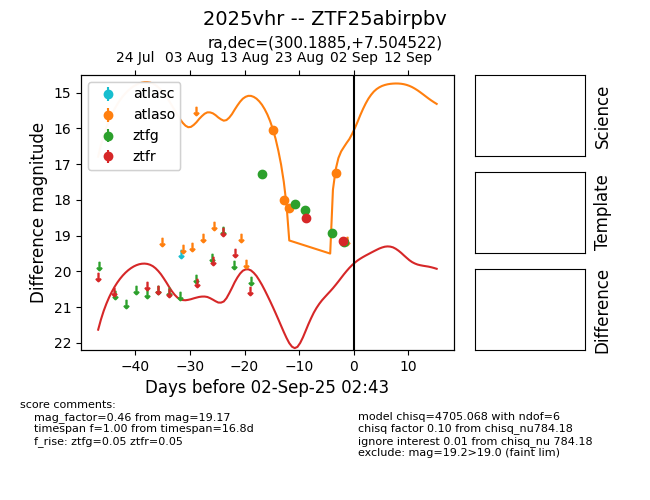 2025vhr -- ZTF25abirpbv
ra,dec=(300.1885,+7.504522)
24 Jul 03 Aug 13 Aug 23 Aug 02 Sep 12 Sep
atlasc
atlaso
ztfg
ztfr
15
16
17
18
19
20
21
22
Difference magnitude
−40 −30 −20 −10 0 10
Days before 02-Sep-25 02:43
Science
Template
Difference
score comments:
mag_factor=0.46 from mag=19.17
timespan f=1.00 from timespan=16.8d
f_rise: ztfg=0.05 ztfr=0.05
model chisq=4705.068 with ndof=6
chisq factor 0.10 from chisq_nu784.18
ignore interest 0.01 from chisq_nu 784.18
exclude: mag=19.2>19.0 (faint lim)